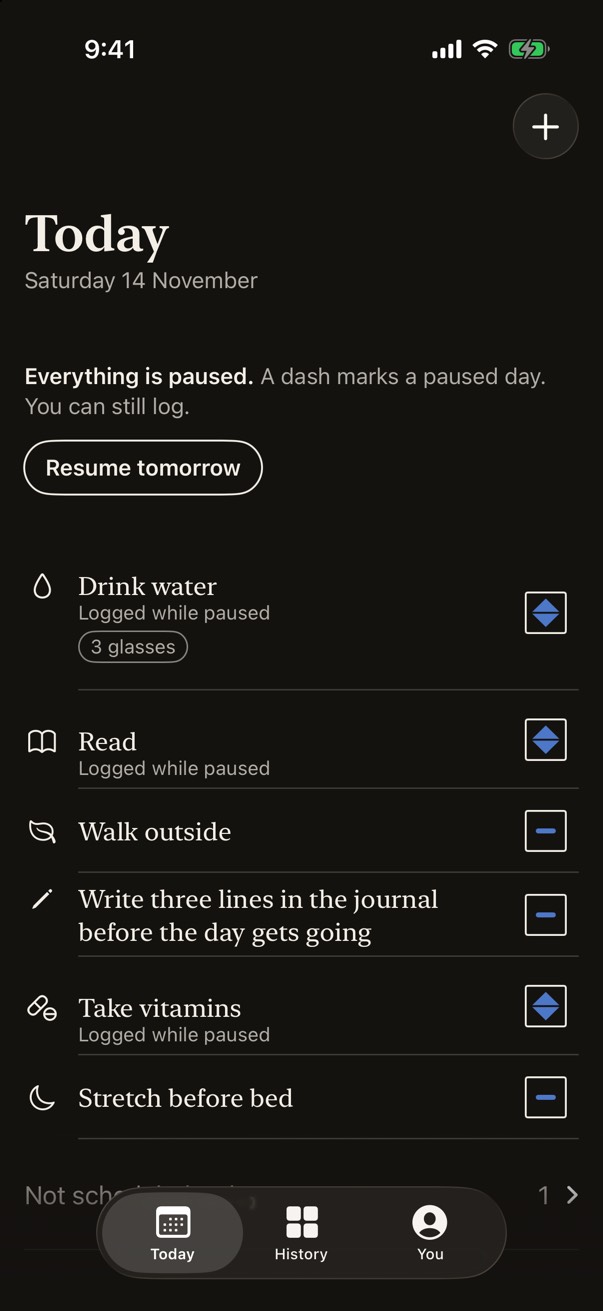 9:41
Today
Saturday 14 November
Everything is paused. A dash marks a paused day.
You can still log.
Resume tomorrow
Drink water
Logged while paused
3 glasses
Read
Logged while paused
Walk outside
Write three lines in the journal
before the day gets going
Take vitamins
Logged while paused
Stretch before bed
Not
1
Today
History
You